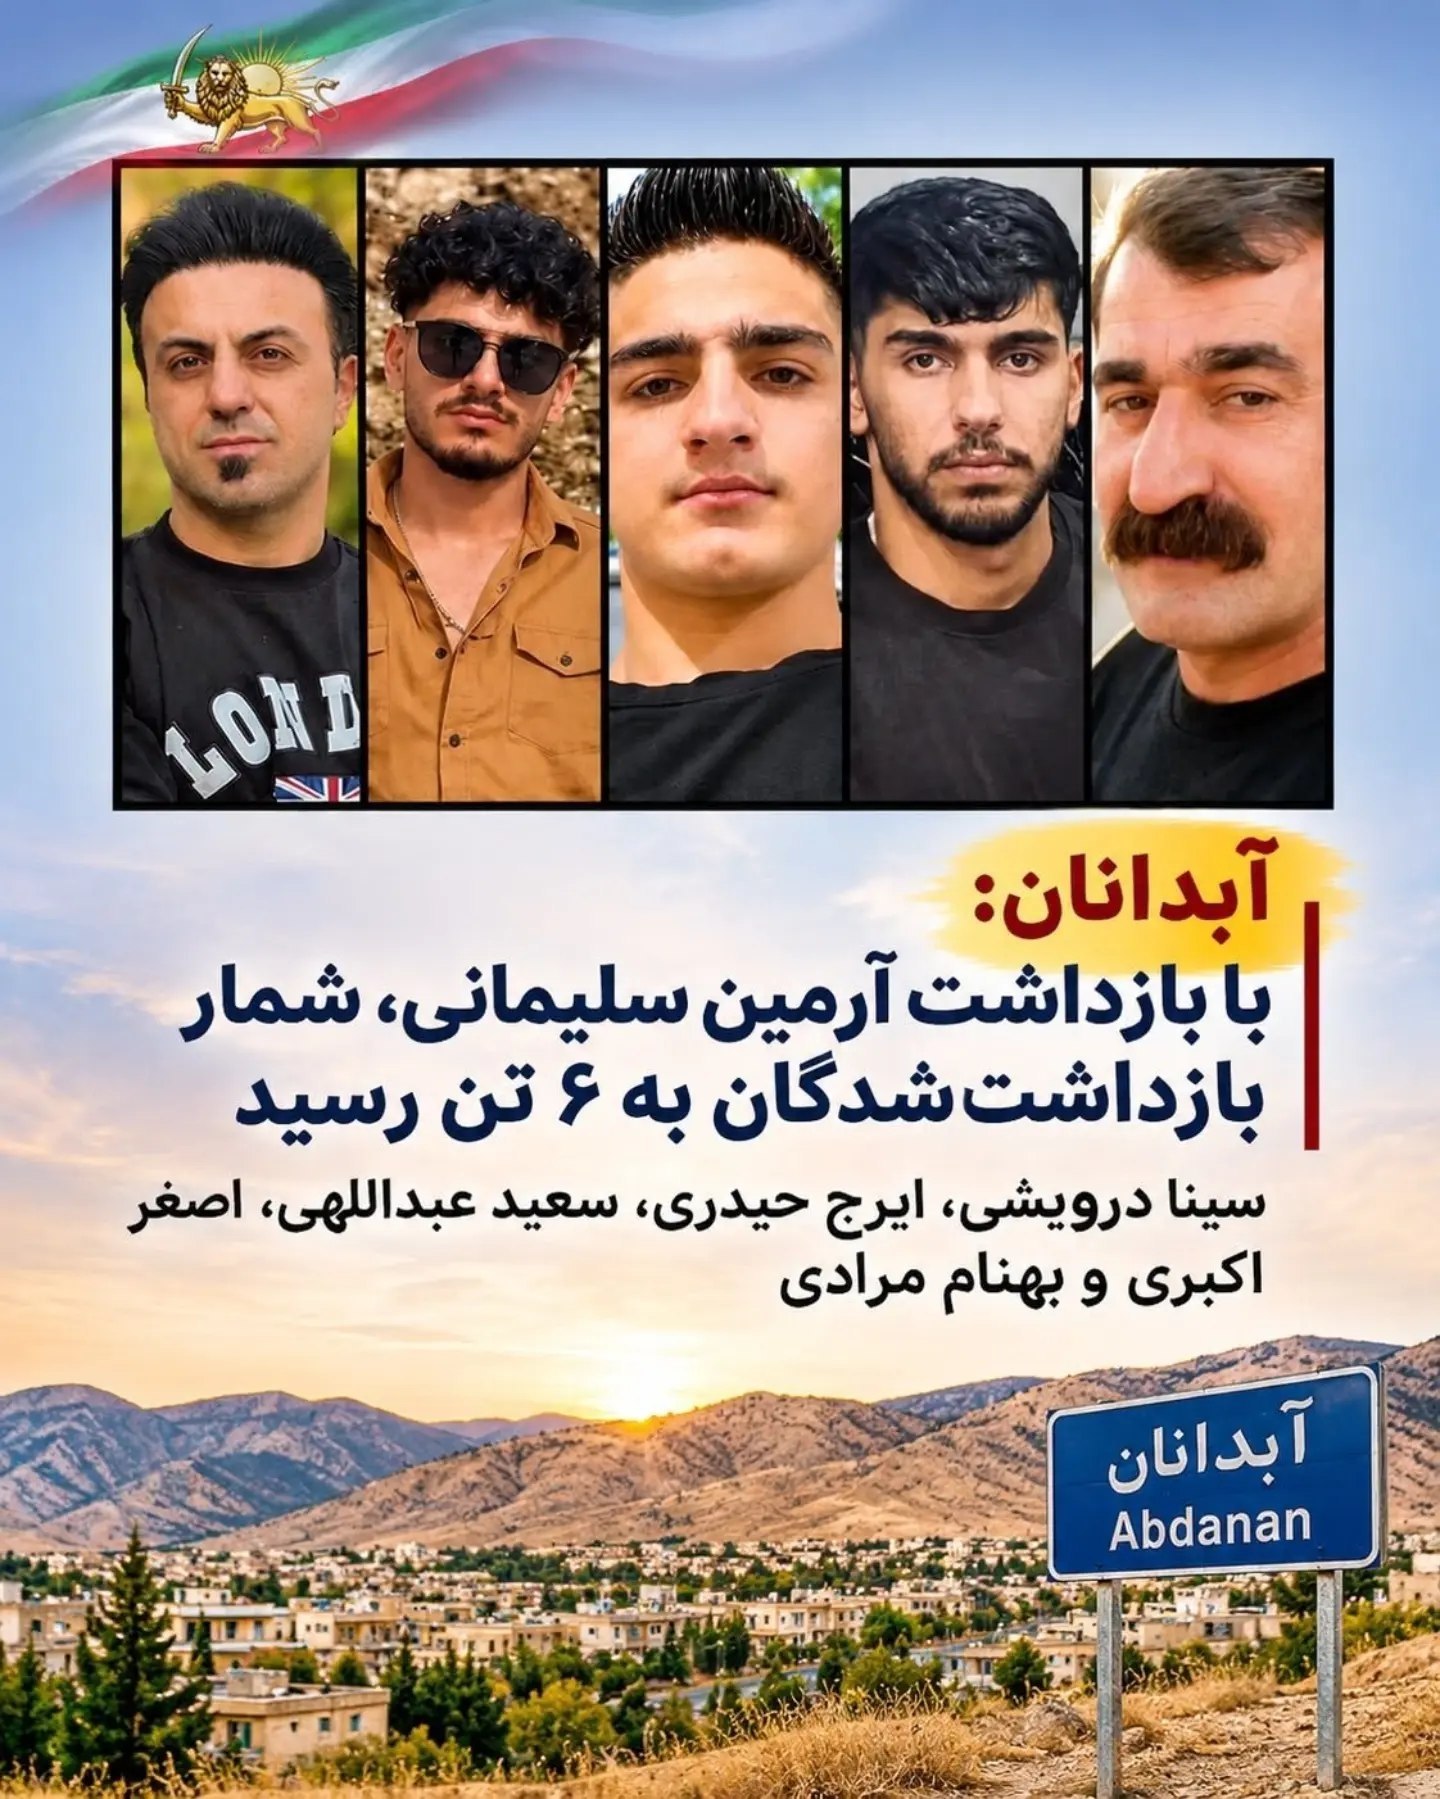 LOND
آبدانان:
با بازداشت آرمین سلیمانی، شمار
بازداشت‌شدگان به ۶ تن رسید
سینا درویشی، ایرج حیدری، سعید عبداللهی، اصغر
اکبری و بهنام مرادی
آبدانان
Abdanan